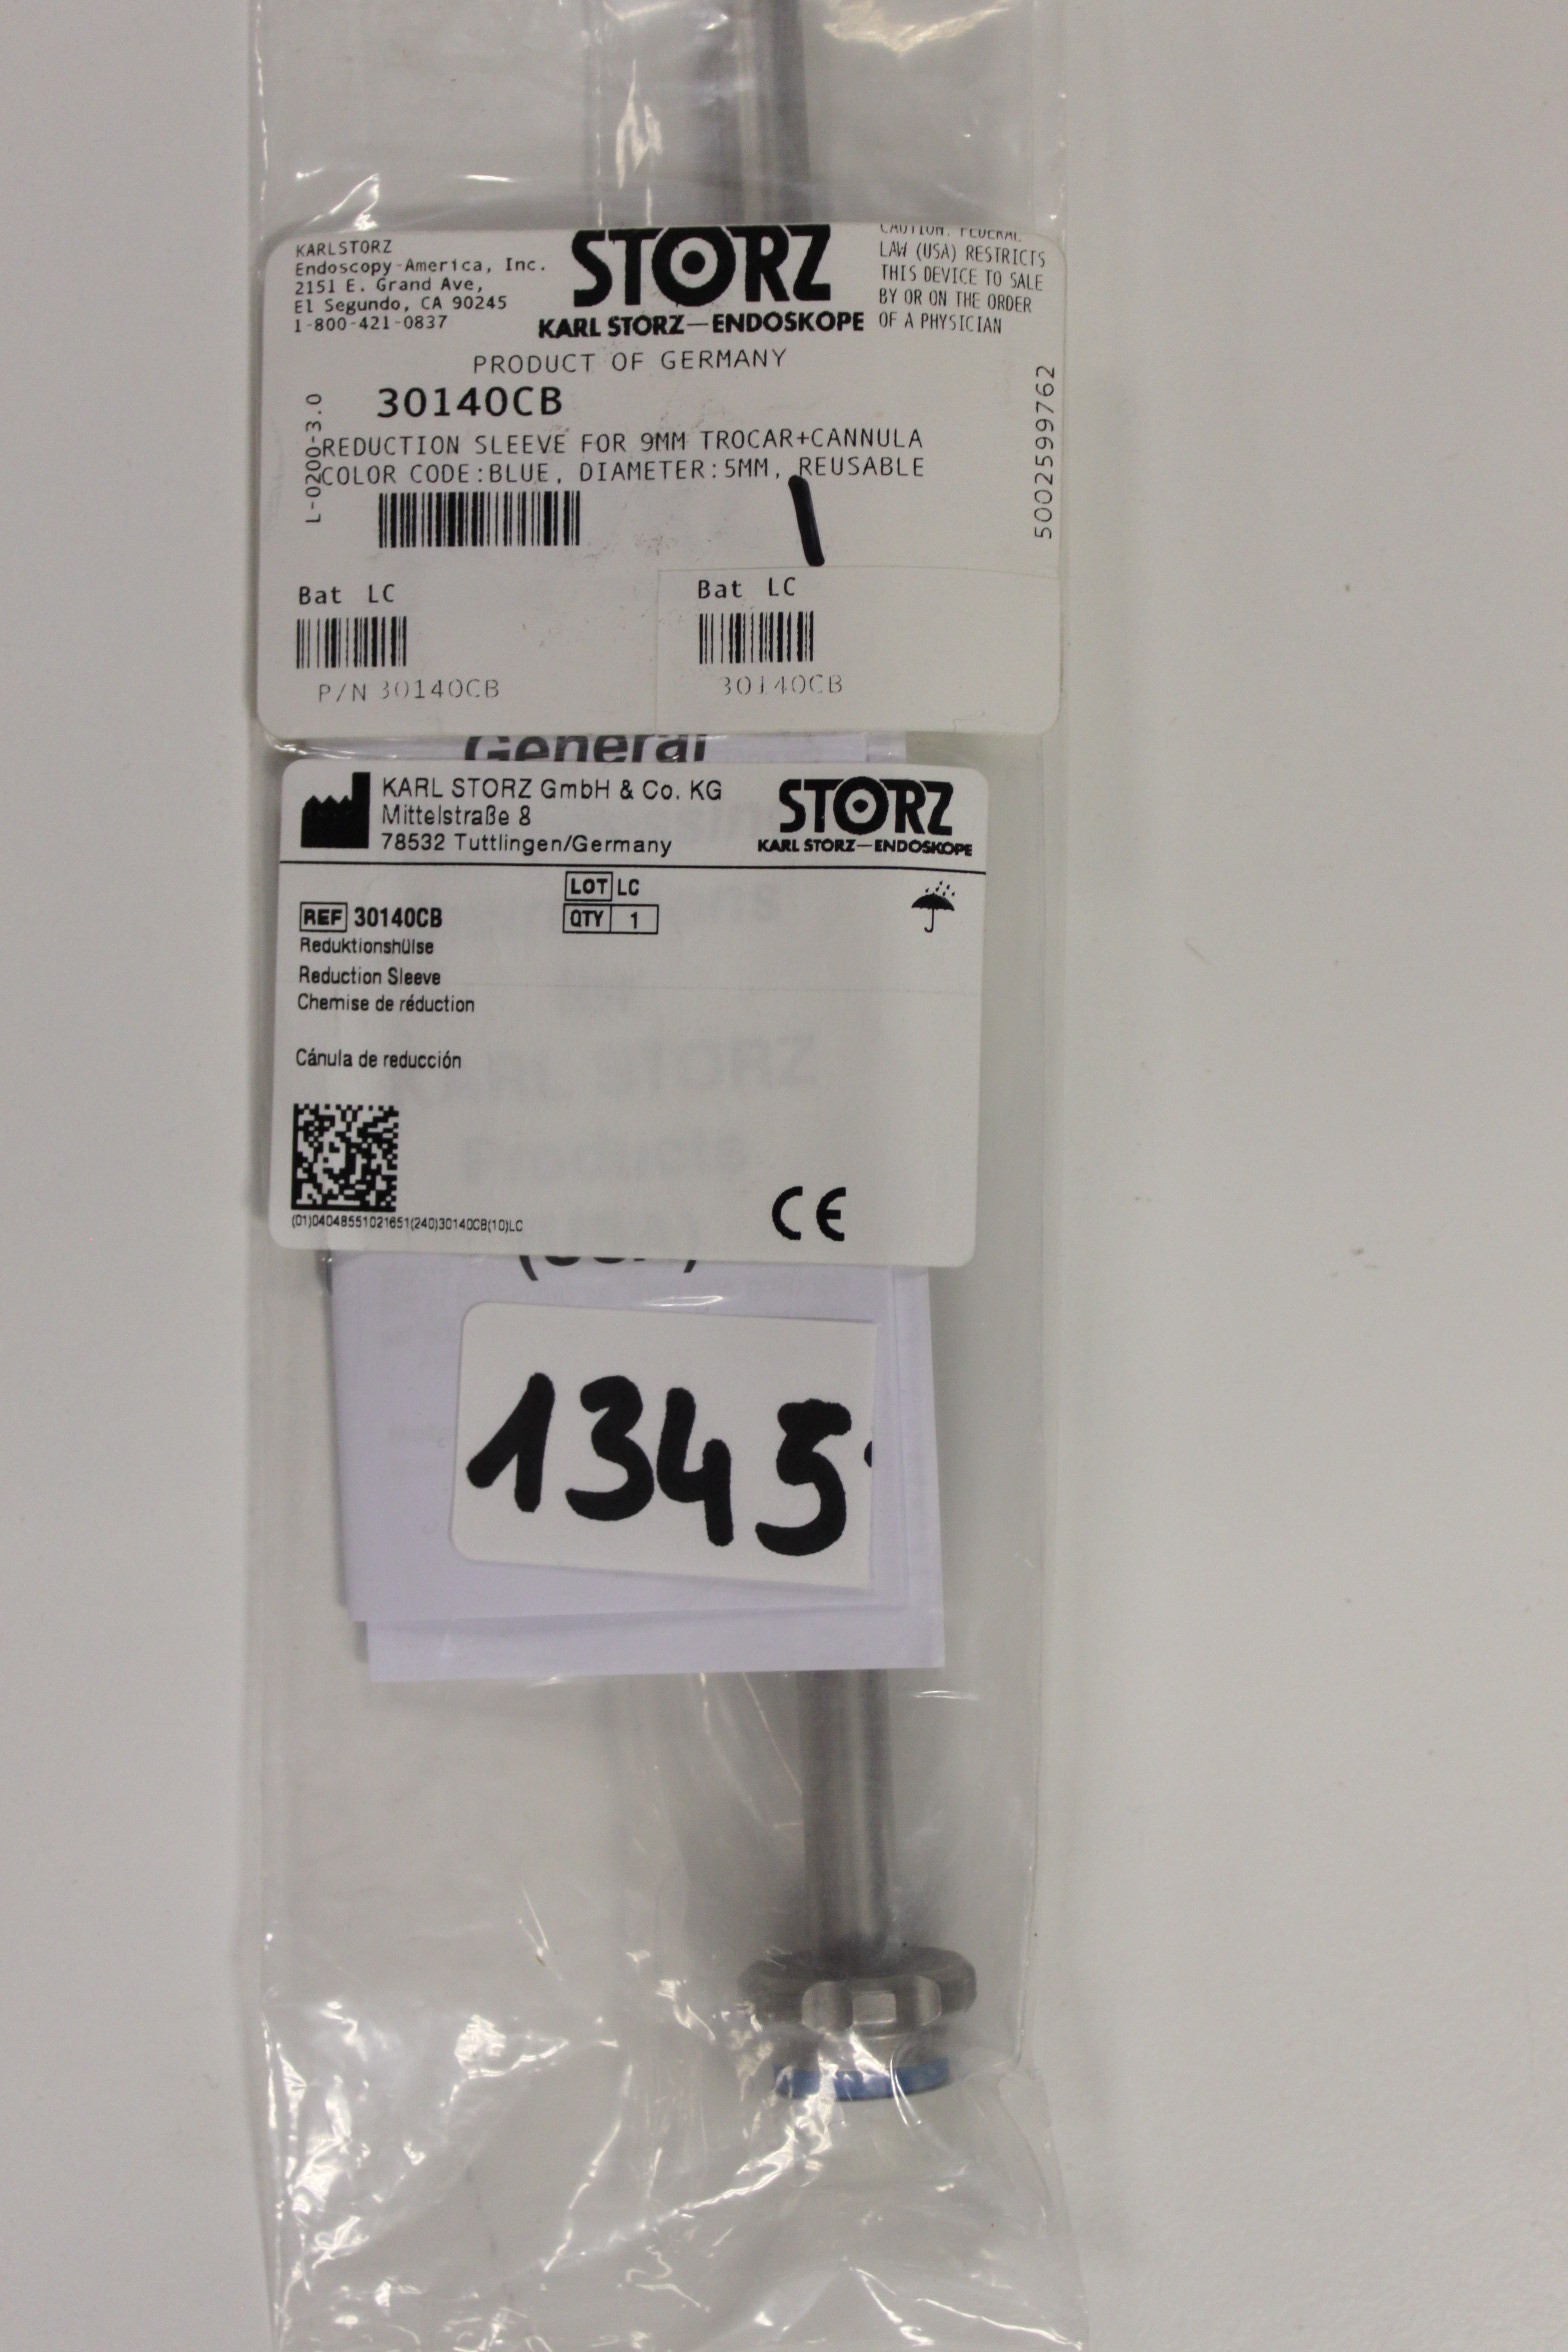 KARLSTORZ
Endoscopy-America, Inc.
2151 E. Grand Ave,
El Segundo, CA 90245
1-800-421-0837
STORZ
KARL STORZ—ENDOSKOPE
CAUTION: FEDERAL
LAW (USA) RESTRICTS
THIS DEVICE TO SALE
BY OR ON THE ORDER
OF A PHYSICIAN
PRODUCT OF GERMANY
30140CB
REDUCTION SLEEVE FOR 9MM TROCAR+CANNULA
COLOR CODE:BLUE, DIAMETER:5MM, REUSABLE
L-0200-3.0
5002599762
Bat LC
P/N 30140CB
Bat LC
30140CB
General
KARL STORZ GmbH & Co. KG
Mittelstraße 8
78532 Tuttlingen/Germany
STORZ
KARL STORZ—ENDOSKOPE
LOT LC
QTY 1
REF 30140CB
Reduktionshülse
Reduction Sleeve
Chemise de réduction
Cánula de reducción
KARL STORZ
Products
(01)04048551021651(240)30140CB(10)LC
CE
1345